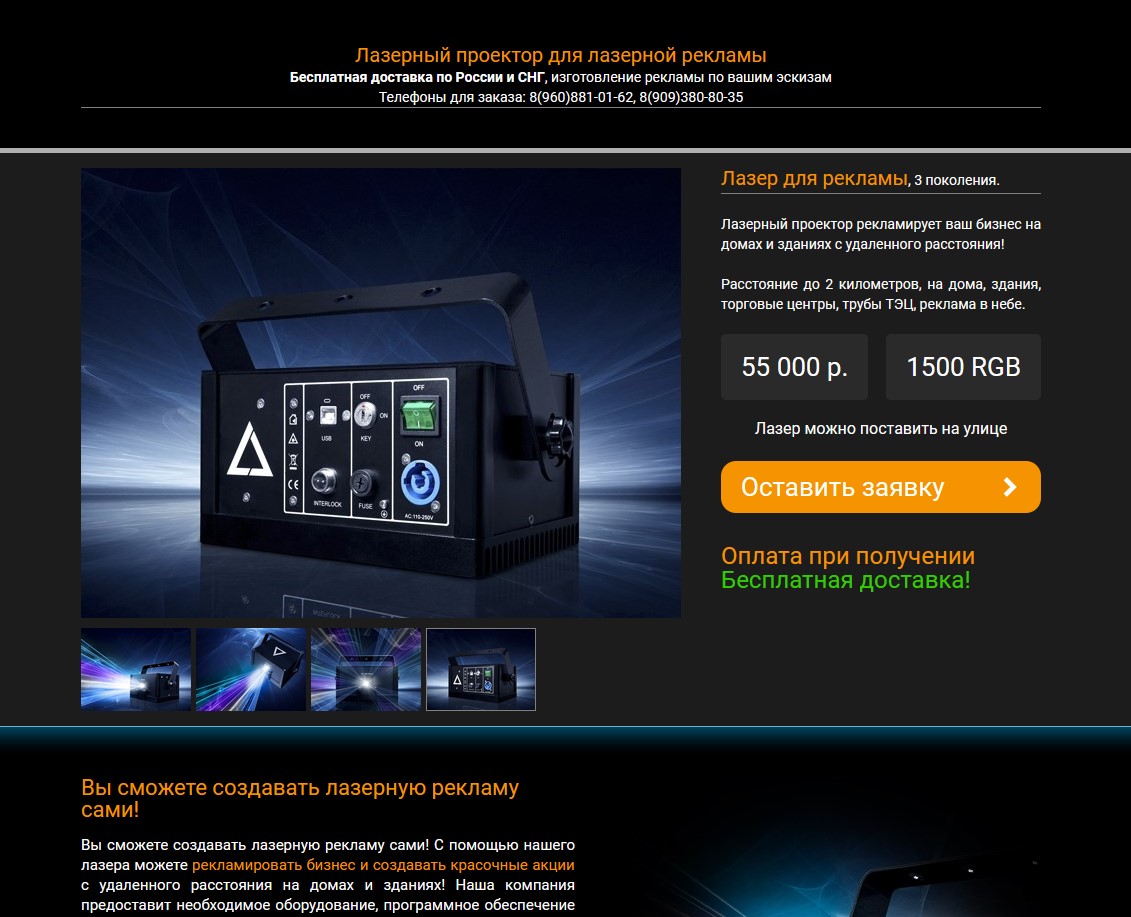 Лазерный проектор для лазерной рекламы
Бесплатная доставка по России и СНГ, изготовление рекламы по вашим эскизам
Телефоны для заказа: 8(960)881-01-62, 8(909)380-80-35
Лазер для рекламы, 3 поколения.
Лазерный проектор рекламирует ваш бизнес на
домах и зданиях с удаленного расстояния!
Расстояние до 2 километров, на дома, здания,
торговые центры, трубы ТЭЦ, реклама в небе.
55 000 р.
1500 RGB
Лазер можно поставить на улице
Оставить заявку
Оплата при получении
Бесплатная доставка!
OFF
OFF
ON
USB
KEY
ON
CE
INTERLOCK
FUSE
AC.110-250V
Вы сможете создавать лазерную рекламу
сами!
Вы сможете создавать лазерную рекламу сами! С помощью нашего
лазера можете рекламировать бизнес и создавать красочные акции
с удаленного расстояния на домах и зданиях! Наша компания
предоставит необходимое оборудование, программное обеспечение